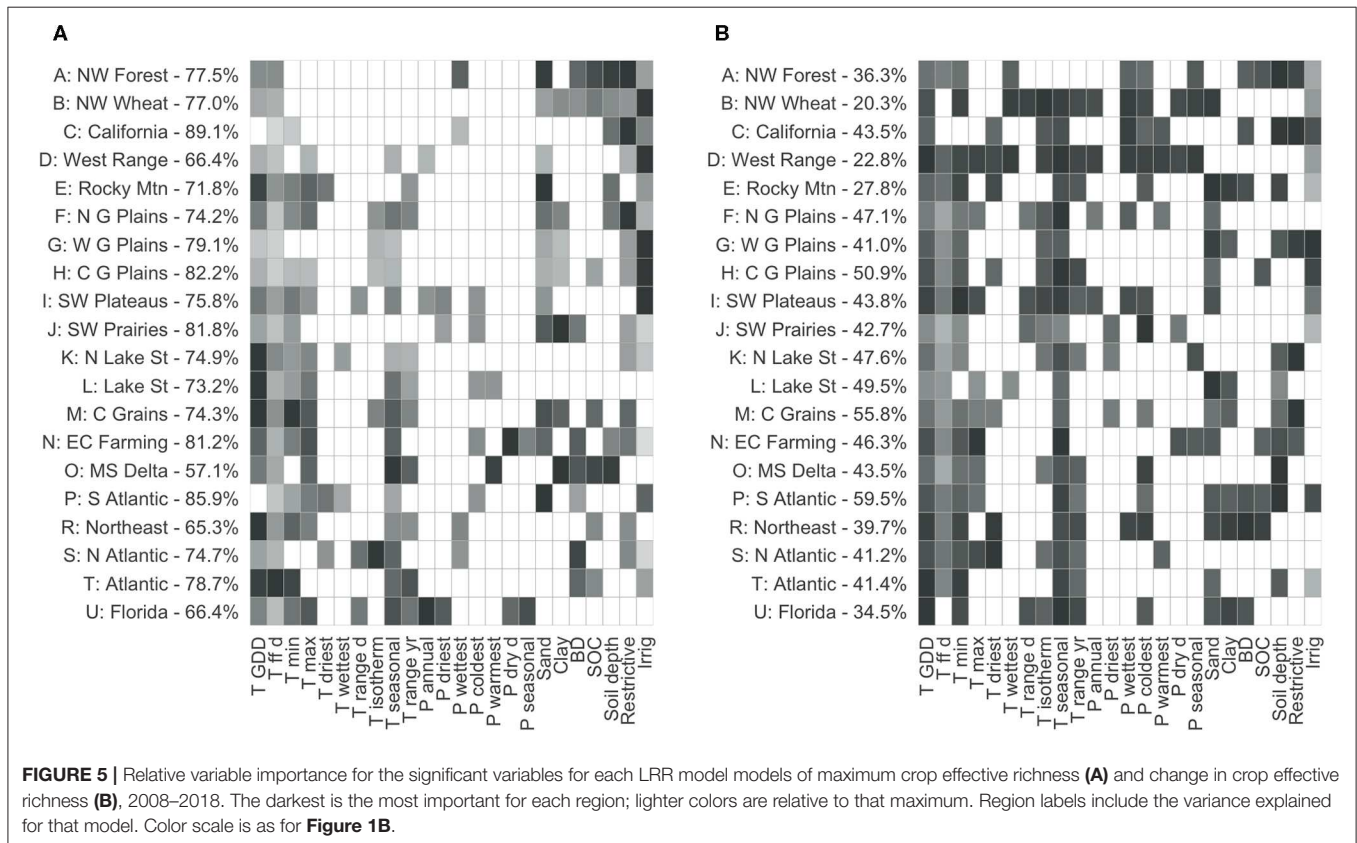 A
A: NW Forest - 77.5%
B: NW Wheat - 77.0%
C: California - 89.1%
D: West Range - 66.4%
E: Rocky Mtn - 71.8%
F: N G Plains - 74.2%
G: W G Plains - 79.1%
H: C G Plains - 82.2%
I: SW Plateaus - 75.8%
J: SW Prairies - 81.8%
K: N Lake St - 74.9%
L: Lake St - 73.2%
M: C Grains - 74.3%
N: EC Farming - 81.2%
O: MS Delta - 57.1%
P: S Atlantic - 85.9%
R: Northeast - 65.3%
S: N Atlantic - 74.7%
T: Atlantic - 78.7%
U: Florida - 66.4%
T GDD
T ff d
T min
T max
T driest
T wettest
T range d
T isotherm
T seasonal
T range yr
P annual
P driest
P wettest
P coldest
P warmest
P dry d
P seasonal
Sand
Clay
BD
SOC
Soil depth
Restrictive
Irrig
B
A: NW Forest - 36.3%
B: NW Wheat - 20.3%
C: California - 43.5%
D: West Range - 22.8%
E: Rocky Mtn - 27.8%
F: N G Plains - 47.1%
G: W G Plains - 41.0%
H: C G Plains - 50.9%
I: SW Plateaus - 43.8%
J: SW Prairies - 42.7%
K: N Lake St - 47.6%
L: Lake St - 49.5%
M: C Grains - 55.8%
N: EC Farming - 46.3%
O: MS Delta - 43.5%
P: S Atlantic - 59.5%
R: Northeast - 39.7%
S: N Atlantic - 41.2%
T: Atlantic - 41.4%
U: Florida - 34.5%
T GDD
T ff d
T min
T max
T driest
T wettest
T range d
T isotherm
T seasonal
T range yr
P annual
P driest
P wettest
P coldest
P warmest
P dry d
P seasonal
Sand
Clay
BD
SOC
Soil depth
Restrictive
Irrig
FIGURE 5 | Relative variable importance for the significant variables for each LRR model models of maximum crop effective richness (A) and change in crop effective
richness (B), 2008–2018. The darkest is the most important for each region; lighter colors are relative to that maximum. Region labels include the variance explained
for that model. Color scale is as for Figure 1B.